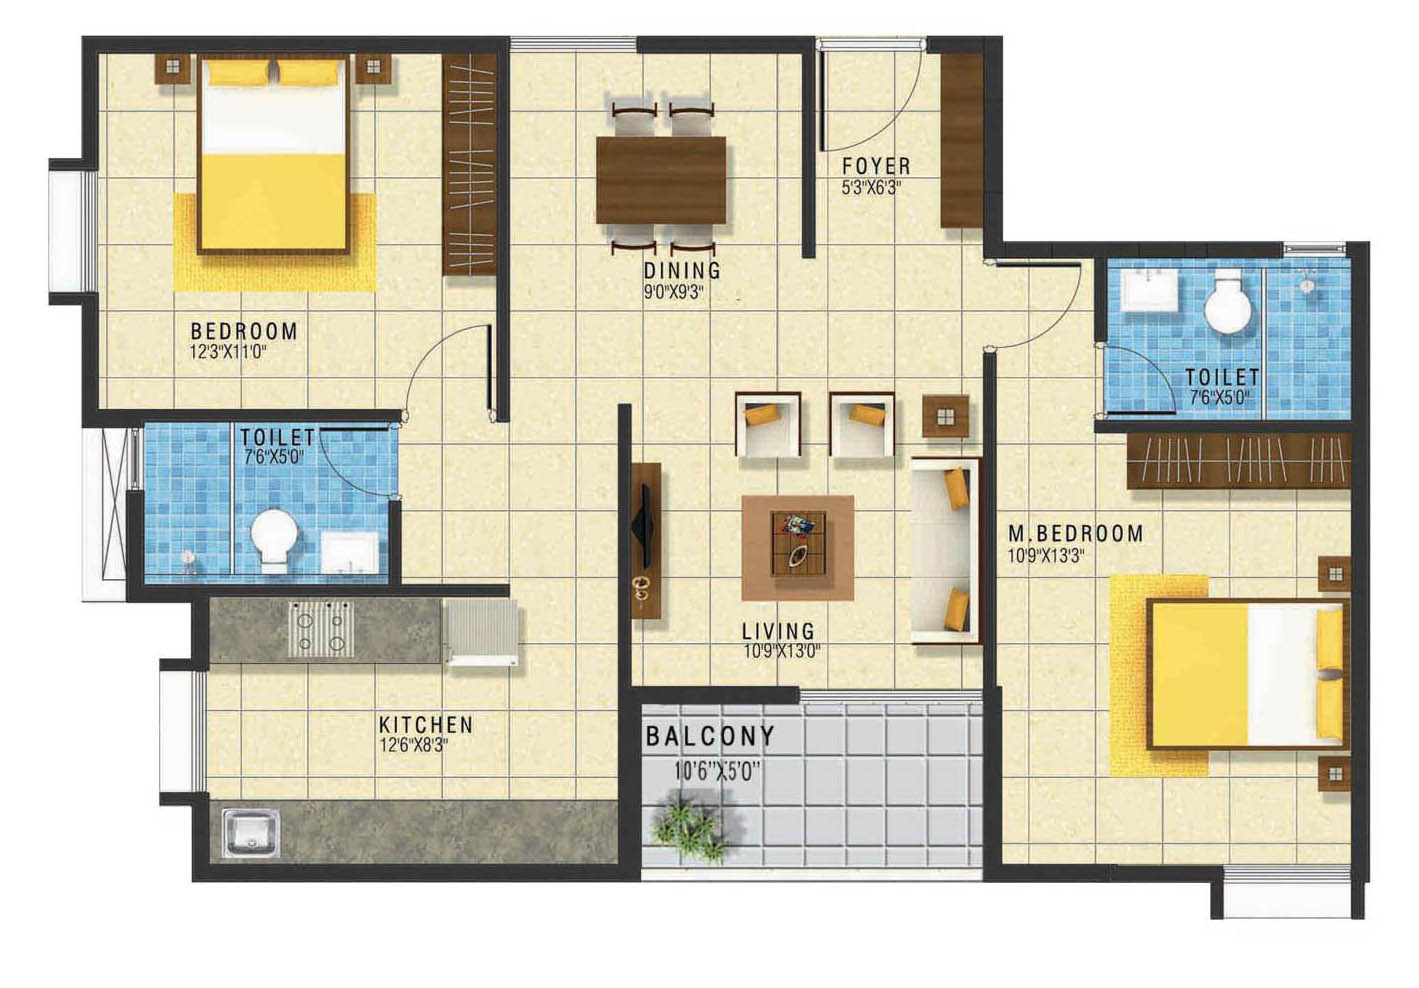 FOYER
5'3"X6'3"
DINING
9'0"X9'3"
BEDROOM
12'3"X11'0"
TOILET
7'6"X5'0"
TOILET
7'6"X5'0"
M.BEDROOM
10'9"X13'3"
LIVING
10'9"X13'0"
KITCHEN
12'6"X8'3"
BALCONY
10'6"X5'0"